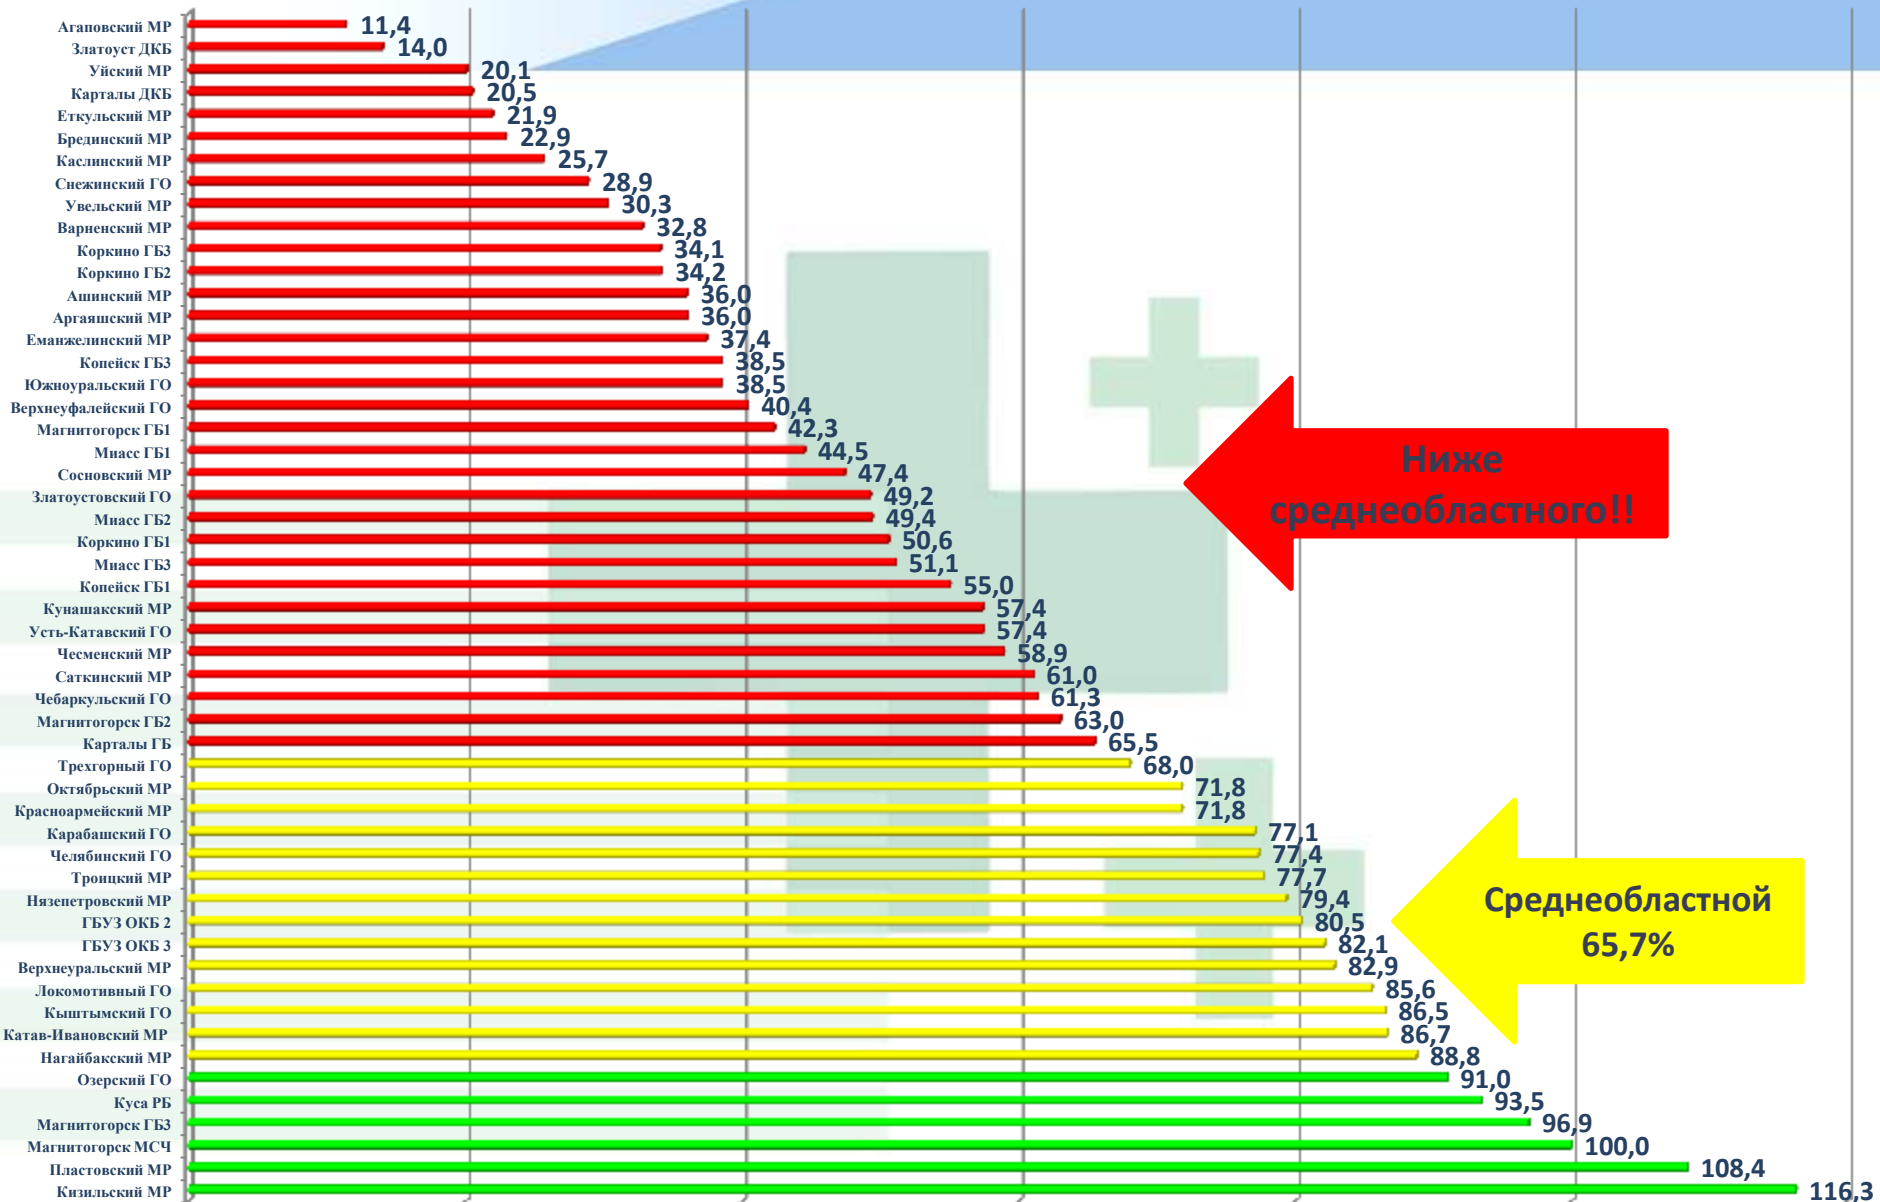 Агаповский МР 11,4
Златоуст ДКБ 14,0
Уйский МР 20,1
Карталы ДКБ 20,5
Еткульский МР 21,9
Брединский МР 22,9
Каслинский МР 25,7
Снежинский ГО 28,9
Увельский МР 30,3
Варненский МР 32,8
Коркино ГБ3 34,1
Коркино ГБ2 34,2
Ашинский МР 36,0
Аргаяшский МР 36,0
Еманжелинский МР 37,4
Копейск ГБ3 38,5
Южноуральский ГО 38,5
Верхнеуфалейский ГО 40,4
Магнитогорск ГБ1 42,3
Миасс ГБ1 44,5
Сосновский МР 47,4
Златоустовский ГО 49,2
Миасс ГБ2 49,4
Коркино ГБ1 50,6
Миасс ГБ3 51,1
Копейск ГБ1 55,0
Кунашакский МР 57,4
Усть-Катавский ГО 57,4
Чесменский МР 58,9
Саткинский МР 61,0
Чебаркульский ГО 61,3
Магнитогорск ГБ2 63,0
Карталы ГБ 65,5
Трехгорный ГО 68,0
Октябрьский МР 71,8
Красноармейский МР 71,8
Карабашский ГО 77,1
Челябинский ГО 77,4
Троицкий МР 77,7
Нязепетровский МР 79,4
ГБУЗ ОКБ 2 80,5
ГБУЗ ОКБ 3 82,1
Верхнеуральский МР 82,9
Локомотивный ГО 85,6
Кыштымский ГО 86,5
Катав-Ивановский МР 86,7
Нагайбакский МР 88,8
Озерский ГО 91,0
Куса РБ 93,5
Магнитогорск ГБ3 96,9
Магнитогорск МСЧ 100,0
Пластовский МР 108,4
Кизильский МР 116,3
Ниже
среднеобластного!!
Среднеобластной
65,7%